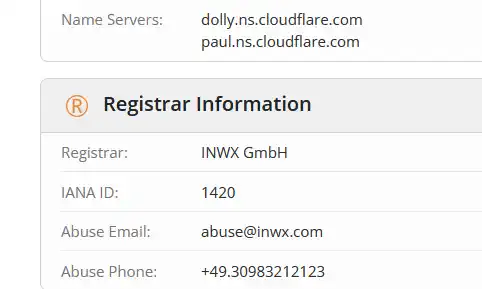 Name Servers: dolly.ns.cloudflare.com
paul.ns.cloudflare.com
® Registrar Information
Registrar: INWX GmbH
IANA ID: 1420
Abuse Email: abuse@inwx.com
Abuse Phone: +49.30983212123